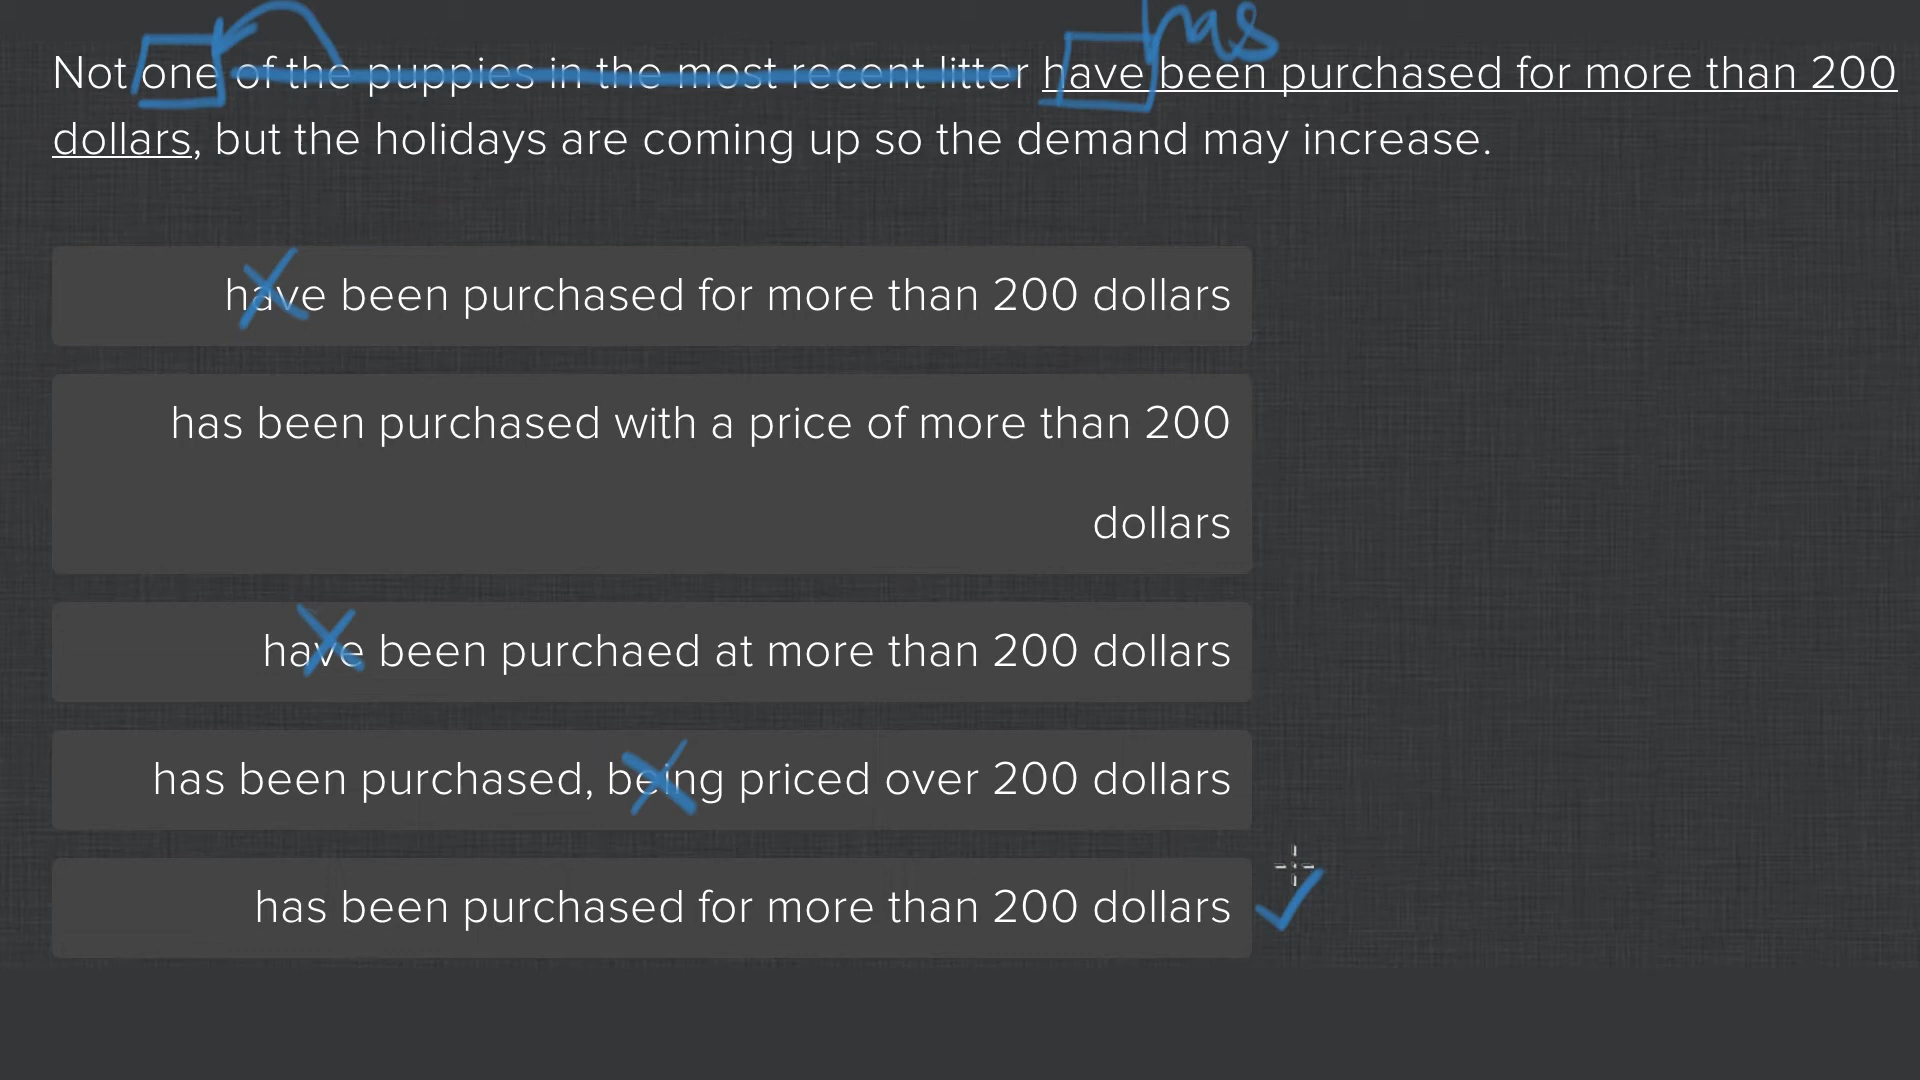 has
Not one of the puppies in the most recent litter have been purchased for more than 200
dollars, but the holidays are coming up so the demand may increase.
have been purchased for more than 200 dollars
has been purchased with a price of more than 200
dollars
have been purchaed at more than 200 dollars
has been purchased, being priced over 200 dollars
has been purchased for more than 200 dollars